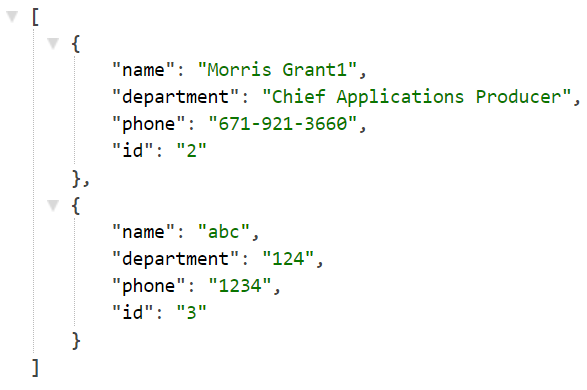 [
{
"name": "Morris Grant1",
"department": "Chief Applications Producer",
"phone": "671-921-3660",
"id": "2"
},
{
"name": "abc",
"department": "124",
"phone": "1234",
"id": "3"
}
]